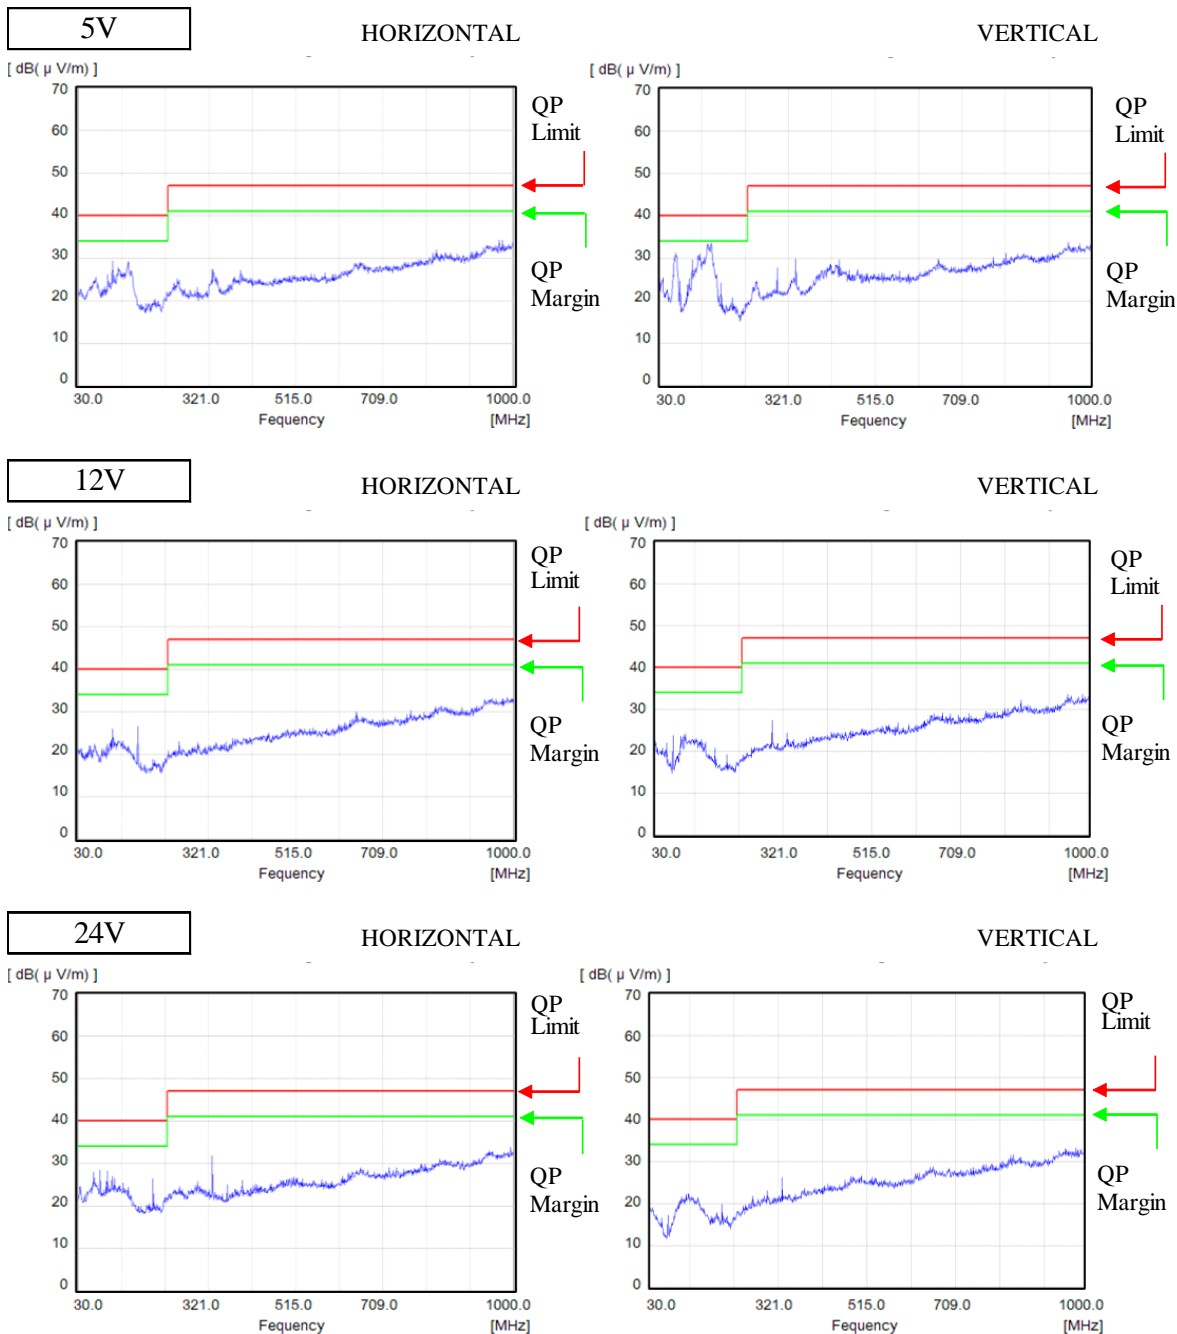 5V
HORIZONTAL
VERTICAL
[ dB( μ V/m) ]
70
60
50
40
30
20
10
0
30.0
321.0
515.0
709.0
1000.0
Fequency
[MHz]
QP
Limit
QP
Margin
[ dB( μ V/m) ]
70
60
50
40
30
20
10
0
30.0
321.0
515.0
709.0
1000.0
Fequency
[MHz]
QP
Limit
QP
Margin
12V
HORIZONTAL
VERTICAL
[ dB( μ V/m) ]
70
60
50
40
30
20
10
0
30.0
321.0
515.0
709.0
1000.0
Fequency
[MHz]
QP
Limit
QP
Margin
[ dB( μ V/m) ]
70
60
50
40
30
20
10
0
30.0
321.0
515.0
709.0
1000.0
Fequency
[MHz]
QP
Limit
QP
Margin
24V
HORIZONTAL
VERTICAL
[ dB( μ V/m) ]
70
60
50
40
30
20
10
0
30.0
321.0
515.0
709.0
1000.0
Fequency
[MHz]
QP
Limit
QP
Margin
[ dB( μ V/m) ]
70
60
50
40
30
20
10
0
30.0
321.0
515.0
709.0
1000.0
Fequency
[MHz]
QP
Limit
QP
Margin